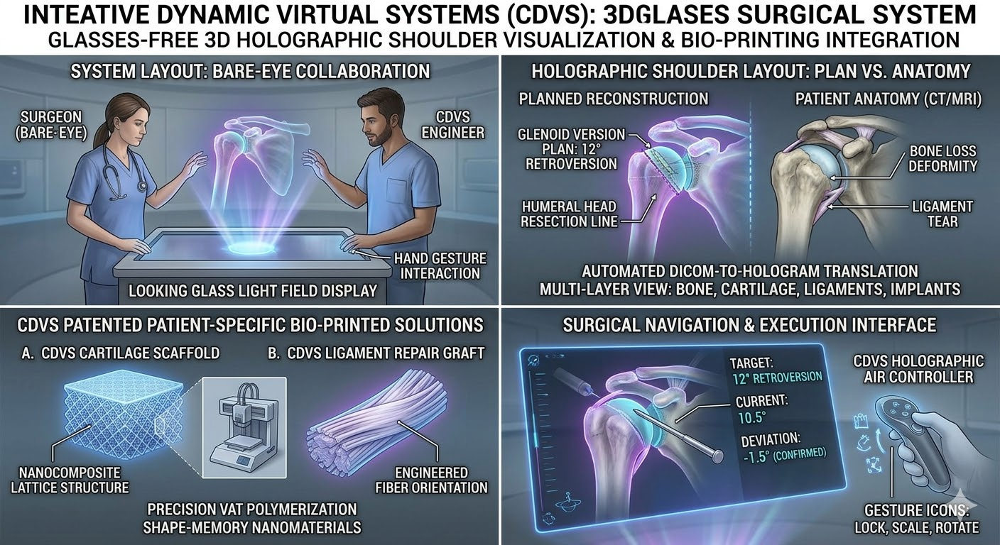 INTEATIVE DYNAMIC VIRTUAL SYSTEMS (CDVS): 3DGLASES SURGICAL SYSTEM
GLASSES-FREE 3D HOLOGRAPHIC SHOULDER VISUALIZATION & BIO-PRINTING INTEGRATION
SYSTEM LAYOUT: BARE-EYE COLLABORATION
SURGEON
(BARE-EYE)
CDVS
ENGINEER
HAND GESTURE
INTERACTION
LOOKING GLASS LIGHT FIELD DISPLAY
HOLOGRAPHIC SHOULDER LAYOUT: PLAN VS. ANATOMY
PLANNED RECONSTRUCTION
GLENOID VERSION
PLAN: 12°
RETROVERSION
HUMERAL HEAD
RESECTION LINE
PATIENT ANATOMY (CT/MRI)
BONE LOSS
DEFORMITY
LIGAMENT
TEAR
AUTOMATED DICOM-TO-HOLOGRAM TRANSLATION
MULTI-LAYER VIEW: BONE, CARTILAGE, LIGAMENTS, IMPLANTS
CDVS PATENTED PATIENT-SPECIFIC BIO-PRINTED SOLUTIONS
A. CDVS CARTILAGE SCAFFOLD
B. CDVS LIGAMENT REPAIR GRAFT
NANOCOMPOSITE
LATTICE STRUCTURE
ENGINEERED
FIBER ORIENTATION
PRECISION VAT POLYMERIZATION
SHAPE-MEMORY NANOMATERIALS
SURGICAL NAVIGATION & EXECUTION INTERFACE
TARGET:
12° RETROVERSION
CURRENT:
10.5°
DEVIATION:
-1.5° (CONFIRMED)
CDVS HOLOGRAPHIC
AIR CONTROLLER
GESTURE ICONS:
LOCK, SCALE, ROTATE